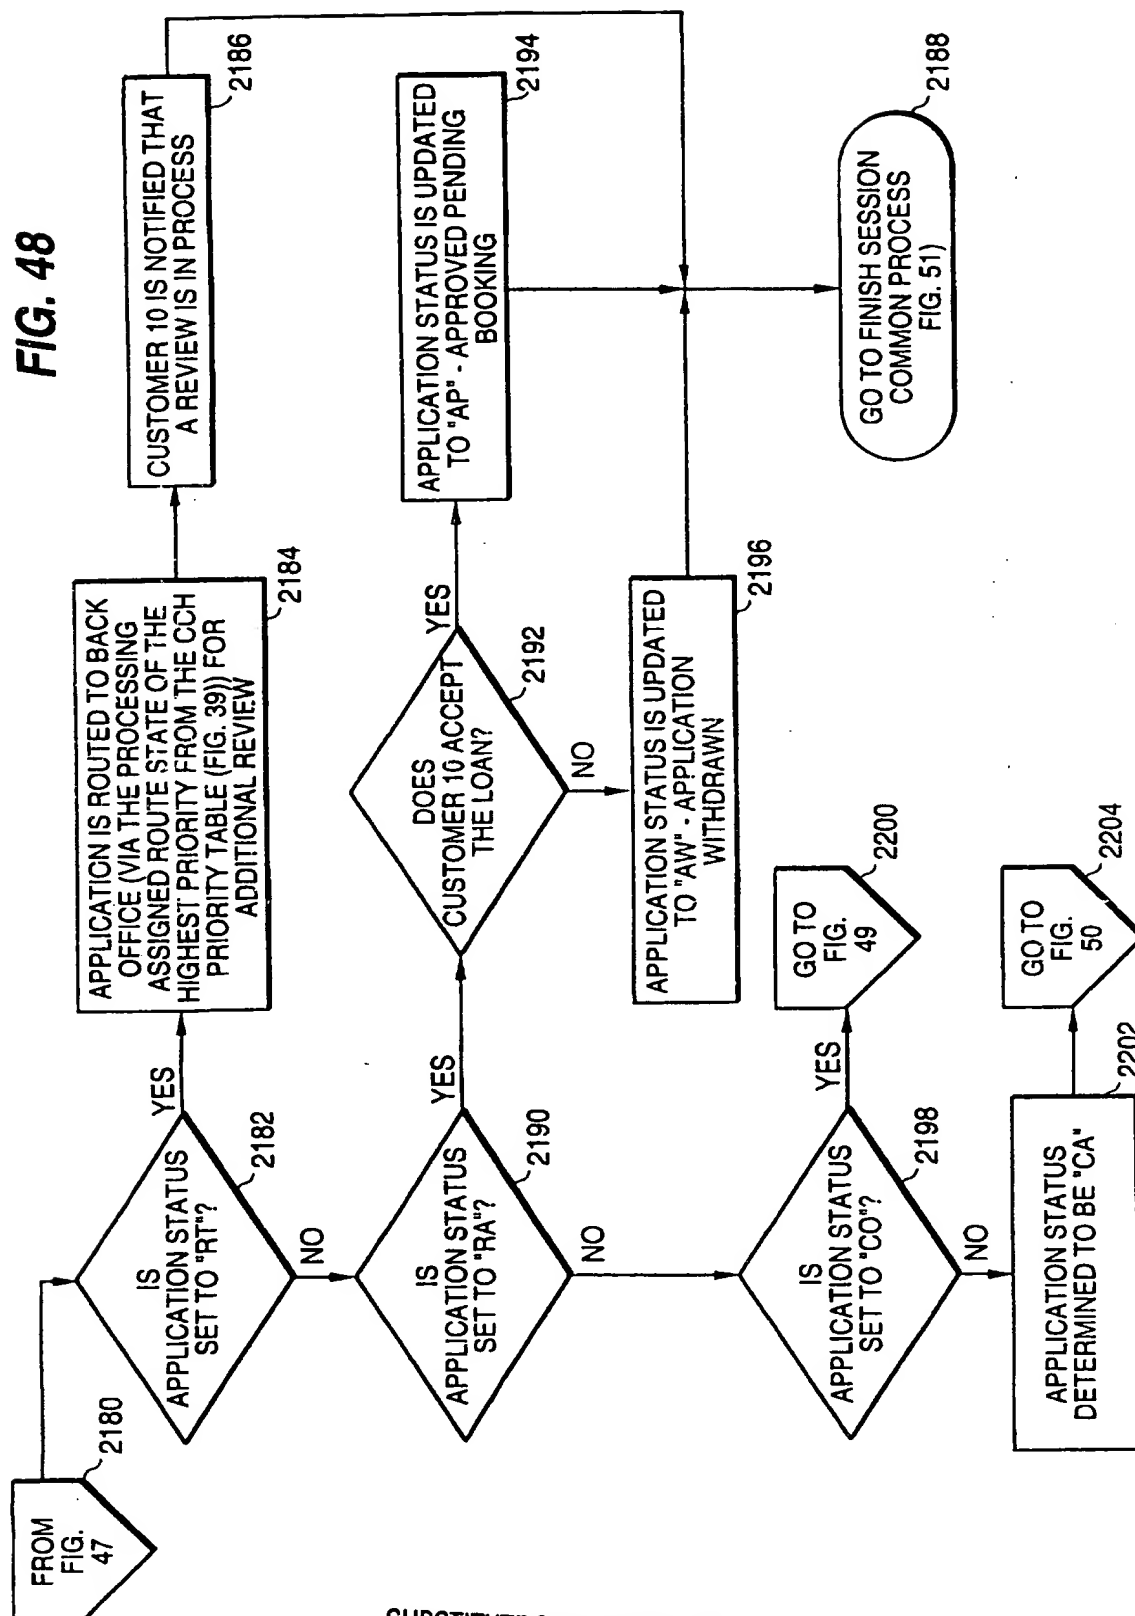 FIG. 48
FROM
FIG.
47
2180
IS
APPLICATION STATUS
SET TO "RT"?
2182
YES
NO
APPLICATION IS ROUTED TO BACK
OFFICE (VIA THE PROCESSING
ASSIGNED ROUTE STATE OF THE
HIGHEST PRIORITY FROM THE CCH
PRIORITY TABLE (FIG. 39)) FOR
ADDITIONAL REVIEW
2184
CUSTOMER 10 IS NOTIFIED THAT
A REVIEW IS IN PROCESS
2186
IS
APPLICATION STATUS
SET TO "RA"?
2190
YES
NO
DOES
CUSTOMER 10 ACCEPT
THE LOAN?
2192
YES
NO
APPLICATION STATUS IS UPDATED
TO "AP" - APPROVED PENDING
BOOKING
2194
APPLICATION STATUS IS UPDATED
TO "AW" - APPLICATION
WITHDRAWN
2196
GO TO FINISH SESSION
COMMON PROCESS
FIG. 51)
2188
IS
APPLICATION STATUS
SET TO "CO"?
2198
YES
NO
GO TO
FIG.
49
2200
APPLICATION STATUS
DETERMINED TO BE "CA"
2202
GO TO
FIG.
50
2204